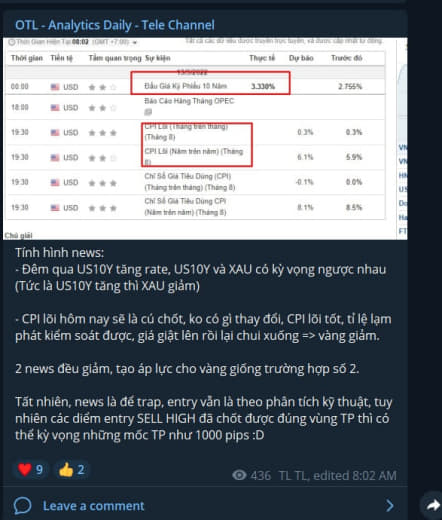 OTL - Analytics Daily - Tele Channel
Thời Gian Hiện Tại: 08:02 (GMT +7:00) Tất cả các dữ liệu được truyền trực tuyến, và được cập nhật tự động.
Thời gian Tiền tệ Tầm quan trọng Sự kiện Thực tế Dự báo Trước đó
13/9/2022
00:00 USD Đấu Giá Kỳ Phiếu 10 Năm 3.330% 2.755%
18:00 USD Báo Cáo Hàng Tháng OPEC
19:30 USD CPI Lõi (Tháng trên tháng) (Tháng 8) 0.3% 0.3%
19:30 USD CPI Lõi (Năm trên năm) (Tháng 8) 6.1% 5.9%
19:30 USD Chỉ Số Giá Tiêu Dùng (CPI) (Tháng trên tháng) (Tháng 8) -0.1% 0.0%
19:30 USD Chỉ Số Giá Tiêu Dùng CPI (Năm trên năm) (Tháng 8) 8.1% 8.5%
Chú giải
VN
VN
HN
US
Do
Ha
FT
Tính hình news:
- Đêm qua US10Y tăng rate, US10Y và XAU có kỳ vọng ngược nhau
(Tức là US10Y tăng thì XAU giảm)
- CPI lõi hôm nay sẽ là cú chốt, ko có gì thay đổi, CPI lõi tốt, tỉ lệ lạm
phát kiểm soát được, giá giật lên rồi lại chui xuống => vàng giảm.
2 news đều giảm, tạo áp lực cho vàng giống trường hợp số 2.
Tất nhiên, news là để trap, entry vẫn là theo phân tích kỹ thuật, tuy
nhiên các điểm entry SELL HIGH đã chốt được đúng vùng TP thì có
thể kỳ vọng những mốc TP như 1000 pips :D
9 2 436 TL TL, edited 8:02 AM
Leave a comment